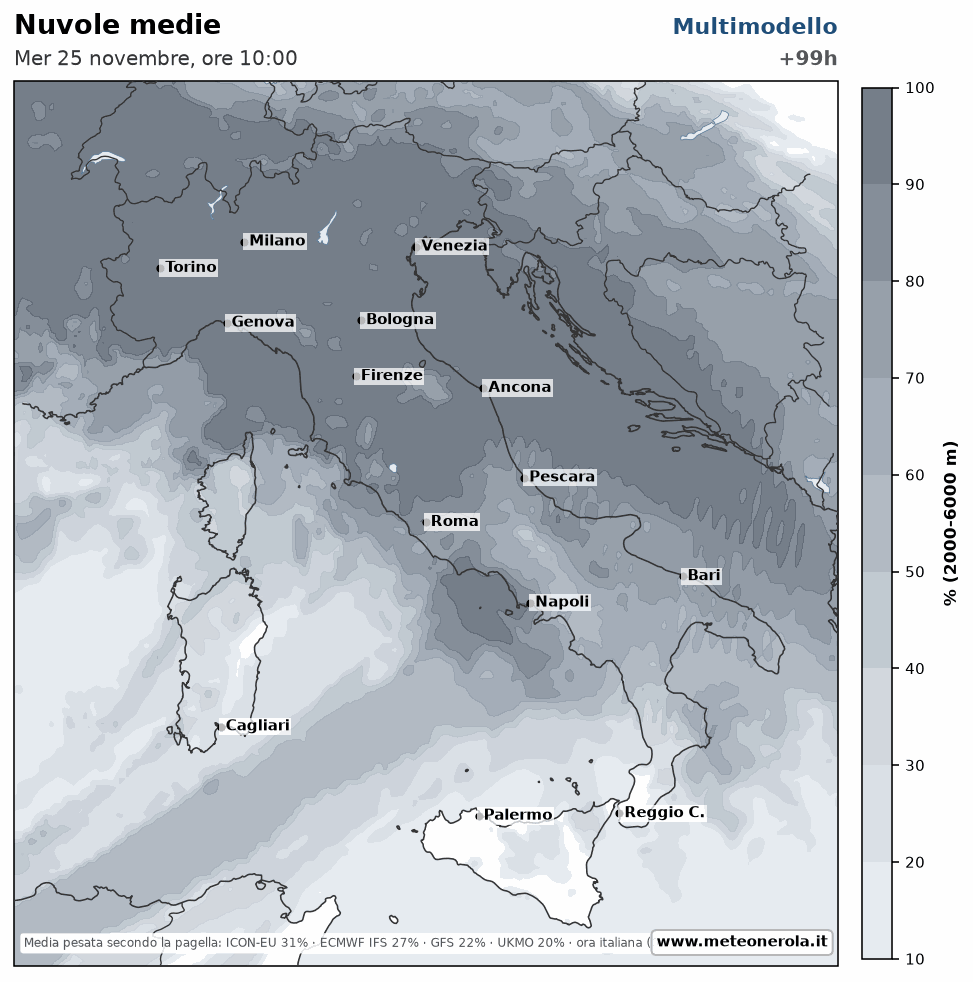 Nuvole medie
Multimodello
Mer 25 novembre, ore 10:00
+99h
100
90
80
70
60
50
40
30
20
10
% (2000-6000 m)
Milano
Venezia
Torino
Genova
Bologna
Firenze
Ancona
Pescara
Roma
Bari
Napoli
Cagliari
Palermo
Reggio C.
Media pesata secondo la pagella: ICON-EU 31% · ECMWF IFS 27% · GFS 22% · UKMO 20% · ora italiana (
www.meteonerola.it